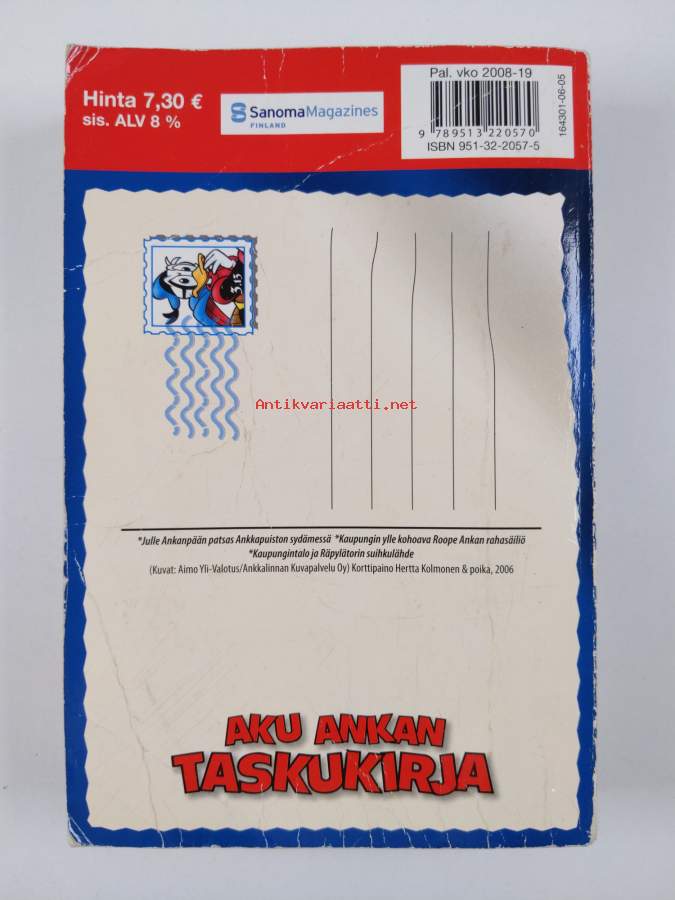 Hinta 7,30 €
sis. ALV 8 %
SanomaMagazines
FINLAND
Pal. vko 2008-19
9 789513 220570
ISBN 951-32-2057-5
164301-06-05
3.15
Antikvariaatti.net
*Julle Ankanpään patsas Ankkapuiston sydämessä *Kaupungin ylle kohoava Roope Ankan rahasäiliö
*Kaupungintalo ja Räpylätorin suihkulähde
(Kuvat: Aimo Yli-Valotus/Ankkalinnan Kuvapalvelu Oy) Korttipaino Hertta Kolmonen & poika, 2006
AKU ANKAN
TASKUKIRJA